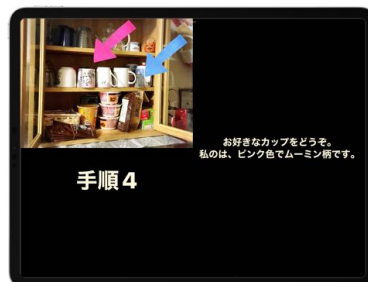 手順４
お好きなカップをどうぞ。
私のは、ピンク色でムーミン柄です。